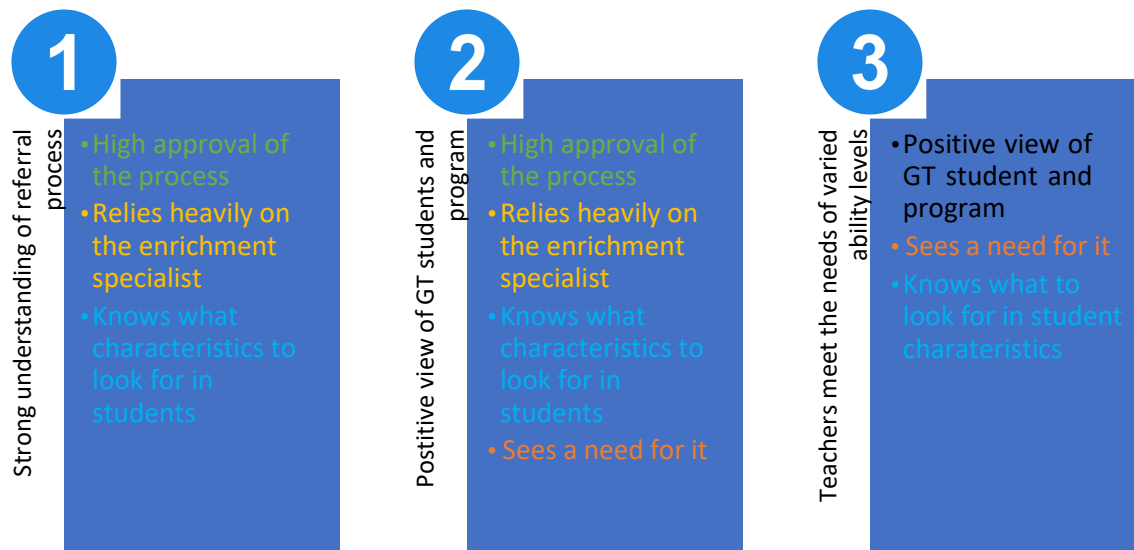 1
Strong understanding of referral
process
•High approval of
the process
•Relies heavily on
the enrichment
specialist
•Knows what
characteristics to
look for in
students
2
Postitive view of GT students and
program
•High approval of
the process
•Relies heavily on
the enrichment
specialist
•Knows what
characteristics to
look for in
students
• Sees a need for it
3
Teachers meet the needs of varied
ability levels
•Positive view of
GT student and
program
• Sees a need for it
•Knows what to
look for in student
charateristics